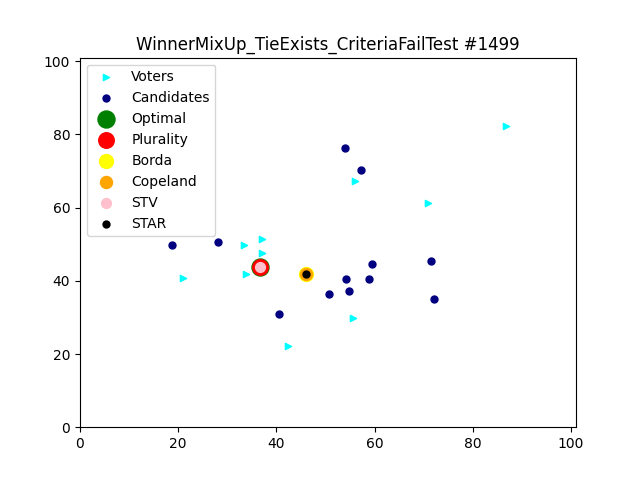 WinnerMixUp_TieExists_CriteriaFailTest #1499
100
80
60
40
20
0
Voters
Candidates
Optimal
Plurality
Borda
Copeland
STV
STAR
0 20 40 60 80 100